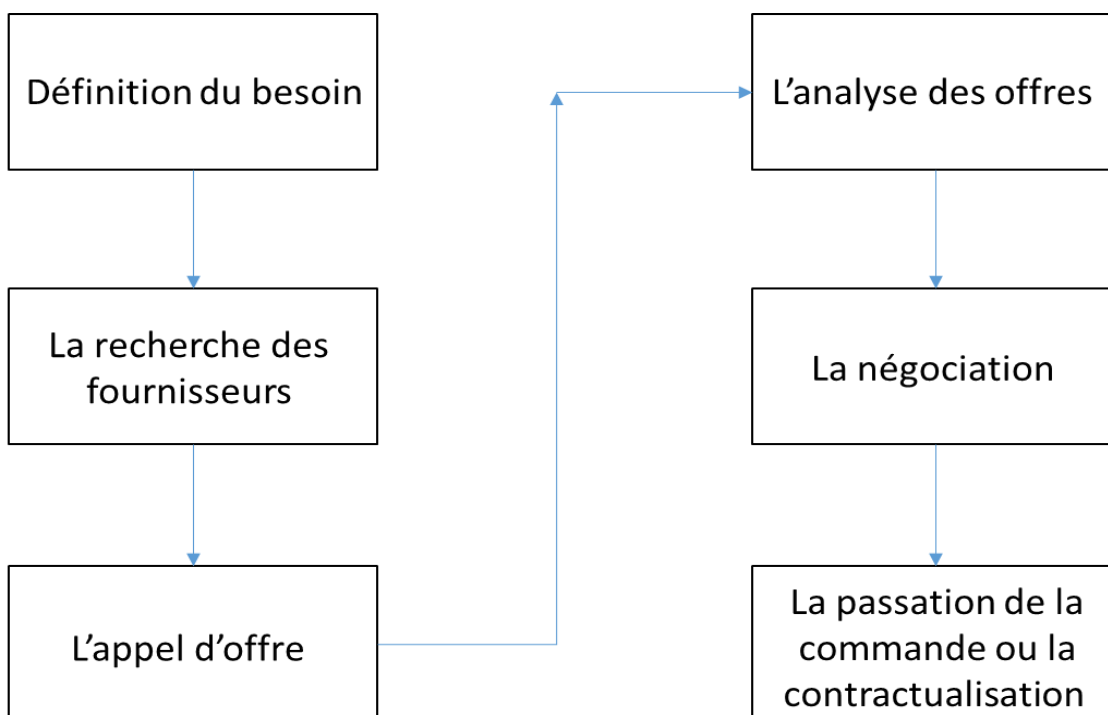 Définition du besoin
La recherche des
fournisseurs
L’appel d’offre
L’analyse des offres
La négociation
La passation de la
commande ou la
contractualisation